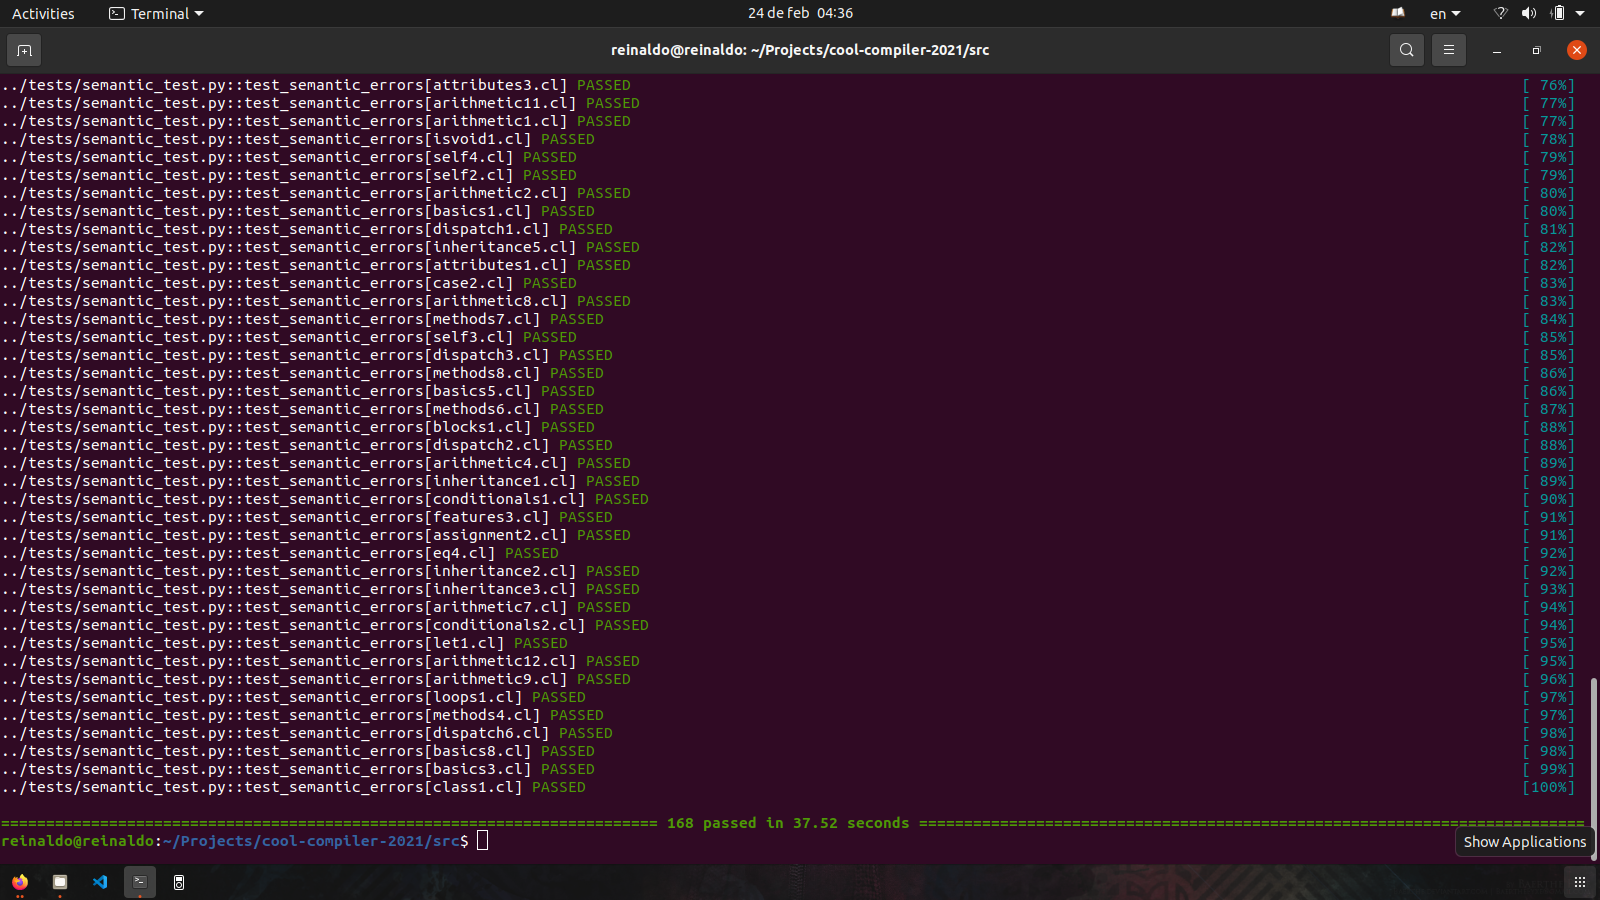 Activities Terminal 24 de feb 04:36 en
reinaldo@reinaldo: ~/Projects/cool-compiler-2021/src
../tests/semantic_test.py::test_semantic_errors[attributes3.cl] PASSED [ 76%]
../tests/semantic_test.py::test_semantic_errors[arithmetic11.cl] PASSED [ 77%]
../tests/semantic_test.py::test_semantic_errors[arithmetic1.cl] PASSED [ 77%]
../tests/semantic_test.py::test_semantic_errors[isvoid1.cl] PASSED [ 78%]
../tests/semantic_test.py::test_semantic_errors[self4.cl] PASSED [ 79%]
../tests/semantic_test.py::test_semantic_errors[self2.cl] PASSED [ 79%]
../tests/semantic_test.py::test_semantic_errors[arithmetic2.cl] PASSED [ 80%]
../tests/semantic_test.py::test_semantic_errors[basics1.cl] PASSED [ 80%]
../tests/semantic_test.py::test_semantic_errors[dispatch1.cl] PASSED [ 81%]
../tests/semantic_test.py::test_semantic_errors[inheritance5.cl] PASSED [ 82%]
../tests/semantic_test.py::test_semantic_errors[attributes1.cl] PASSED [ 82%]
../tests/semantic_test.py::test_semantic_errors[case2.cl] PASSED [ 83%]
../tests/semantic_test.py::test_semantic_errors[arithmetic8.cl] PASSED [ 83%]
../tests/semantic_test.py::test_semantic_errors[methods7.cl] PASSED [ 84%]
../tests/semantic_test.py::test_semantic_errors[self3.cl] PASSED [ 85%]
../tests/semantic_test.py::test_semantic_errors[dispatch3.cl] PASSED [ 85%]
../tests/semantic_test.py::test_semantic_errors[methods8.cl] PASSED [ 86%]
../tests/semantic_test.py::test_semantic_errors[basics5.cl] PASSED [ 86%]
../tests/semantic_test.py::test_semantic_errors[methods6.cl] PASSED [ 87%]
../tests/semantic_test.py::test_semantic_errors[blocks1.cl] PASSED [ 88%]
../tests/semantic_test.py::test_semantic_errors[dispatch2.cl] PASSED [ 88%]
../tests/semantic_test.py::test_semantic_errors[arithmetic4.cl] PASSED [ 89%]
../tests/semantic_test.py::test_semantic_errors[inheritance1.cl] PASSED [ 89%]
../tests/semantic_test.py::test_semantic_errors[conditionals1.cl] PASSED [ 90%]
../tests/semantic_test.py::test_semantic_errors[features3.cl] PASSED [ 91%]
../tests/semantic_test.py::test_semantic_errors[assignment2.cl] PASSED [ 91%]
../tests/semantic_test.py::test_semantic_errors[eq4.cl] PASSED [ 92%]
../tests/semantic_test.py::test_semantic_errors[inheritance2.cl] PASSED [ 92%]
../tests/semantic_test.py::test_semantic_errors[inheritance3.cl] PASSED [ 93%]
../tests/semantic_test.py::test_semantic_errors[arithmetic7.cl] PASSED [ 94%]
../tests/semantic_test.py::test_semantic_errors[conditionals2.cl] PASSED [ 94%]
../tests/semantic_test.py::test_semantic_errors[let1.cl] PASSED [ 95%]
../tests/semantic_test.py::test_semantic_errors[arithmetic12.cl] PASSED [ 95%]
../tests/semantic_test.py::test_semantic_errors[arithmetic9.cl] PASSED [ 96%]
../tests/semantic_test.py::test_semantic_errors[loops1.cl] PASSED [ 97%]
../tests/semantic_test.py::test_semantic_errors[methods4.cl] PASSED [ 97%]
../tests/semantic_test.py::test_semantic_errors[dispatch6.cl] PASSED [ 98%]
../tests/semantic_test.py::test_semantic_errors[basics8.cl] PASSED [ 98%]
../tests/semantic_test.py::test_semantic_errors[basics3.cl] PASSED [ 99%]
../tests/semantic_test.py::test_semantic_errors[class1.cl] PASSED [100%]
========================================================================= 168 passed in 37.52 seconds ==========================================================================
reinaldo@reinaldo:~/Projects/cool-compiler-2021/src$
Show Applications